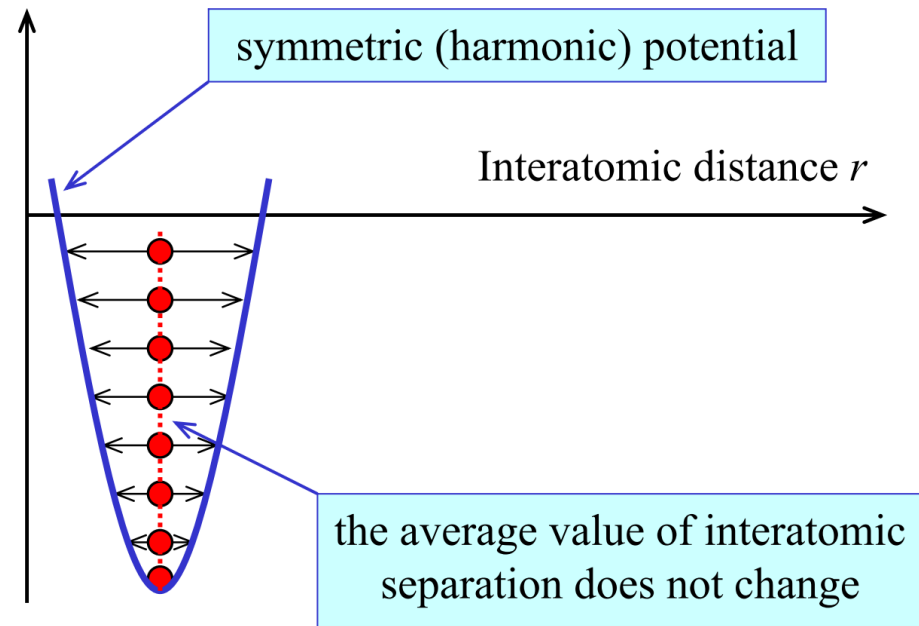 symmetric (harmonic) potential
Interatomic distance r
the average value of interatomic
separation does not change